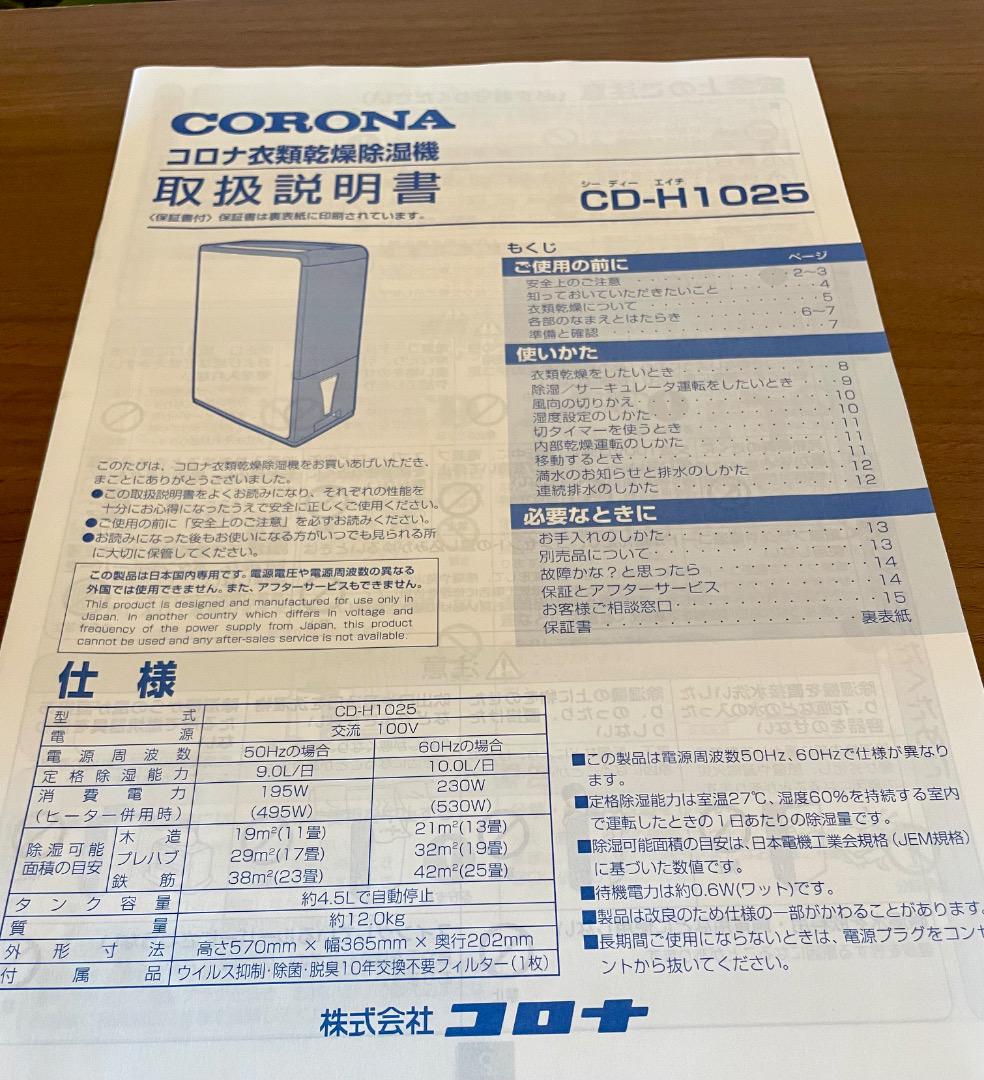 CORONA
コロナ衣類乾燥除湿機
取扱説明書
シー ディー エイチ
CD-H1025
〈保証書付〉保証書は裏表紙に印刷されています。
もくじ
ページ
ご使用の前に
安全上のご注意 ・・・・・・・・ 2~3
知っておいていただきたいこと ・・・・・・・・ 4
衣類乾燥について ・・・・・・・・ 5
各部のなまえとはたらき ・・・・・・・・ 6~7
準備と確認 ・・・・・・・・ 7
使いかた
衣類乾燥をしたいとき ・・・・・・・・ 8
除湿/サーキュレータ運転をしたいとき ・・・・ 9
風向の切りかえ ・・・・・・・・ 10
湿度設定のしかた ・・・・・・・・ 10
切タイマーを使うとき ・・・・・・・・ 11
内部乾燥運転のしかた ・・・・・・・・ 11
移動するとき ・・・・・・・・ 11
満水のお知らせと排水のしかた ・・・・・・・・ 12
連続排水のしかた ・・・・・・・・ 12
必要なときに
お手入れのしかた ・・・・・・・・ 13
別売品について ・・・・・・・・ 13
故障かな?と思ったら ・・・・・・・・ 14
保証とアフターサービス ・・・・・・・・ 14
お客様ご相談窓口 ・・・・・・・・ 15
保証書 ・・・・・・・・ 裏表紙
このたびは、コロナ衣類乾燥除湿機をお買いあげいただき、
まことにありがとうございました。
●この取扱説明書をよくお読みになり、それぞれの性能を
十分にお心得になったうえで安全に正しくご使用ください。
●ご使用の前に「安全上のご注意」を必ずお読みください。
●お読みになった後もお使いになる方がいつでも見られる所
に大切に保管してください。
この製品は日本国内専用です。電源電圧や電源周波数の異なる
外国では使用できません。また、アフターサービスもできません。
This product is designed and manufactured for use only in
Japan. In another country which differs in voltage and
frequency of the power supply from Japan, this product
cannot be used and any after-sales service is not available.
仕様
型式 CD-H1025
電源 交流 100V
電源周波数 50Hzの場合 60Hzの場合
定格除湿能力 9.0L/日 10.0L/日
消費電力 195W 230W
(ヒーター併用時) (495W) (530W)
除湿可能面積の目安 木造 19m²(11畳) 21m²(13畳)
プレハブ 29m²(17畳) 32m²(19畳)
鉄筋 38m²(23畳) 42m²(25畳)
タンク容量 約4.5Lで自動停止
質量 約12.0kg
外形寸法 高さ570mm × 幅365mm × 奥行202mm
付属品 ウイルス抑制・除菌・脱臭10年交換不要フィルター(1枚)
■この製品は電源周波数50Hz、60Hzで仕様が異なり
ます。
■定格除湿能力は室温27℃、湿度60%を持続する室内
で運転したときの1日あたりの除湿量です。
■除湿可能面積の目安は、日本電機工業会規格(JEM規格)
に基づいた数値です。
■待機電力は約0.6W(ワット)です。
■製品は改良のため仕様の一部がかわることがあります。
■長期間ご使用にならないときは、電源プラグをコンセ
ントから抜いてください。
株式会社 コロナ